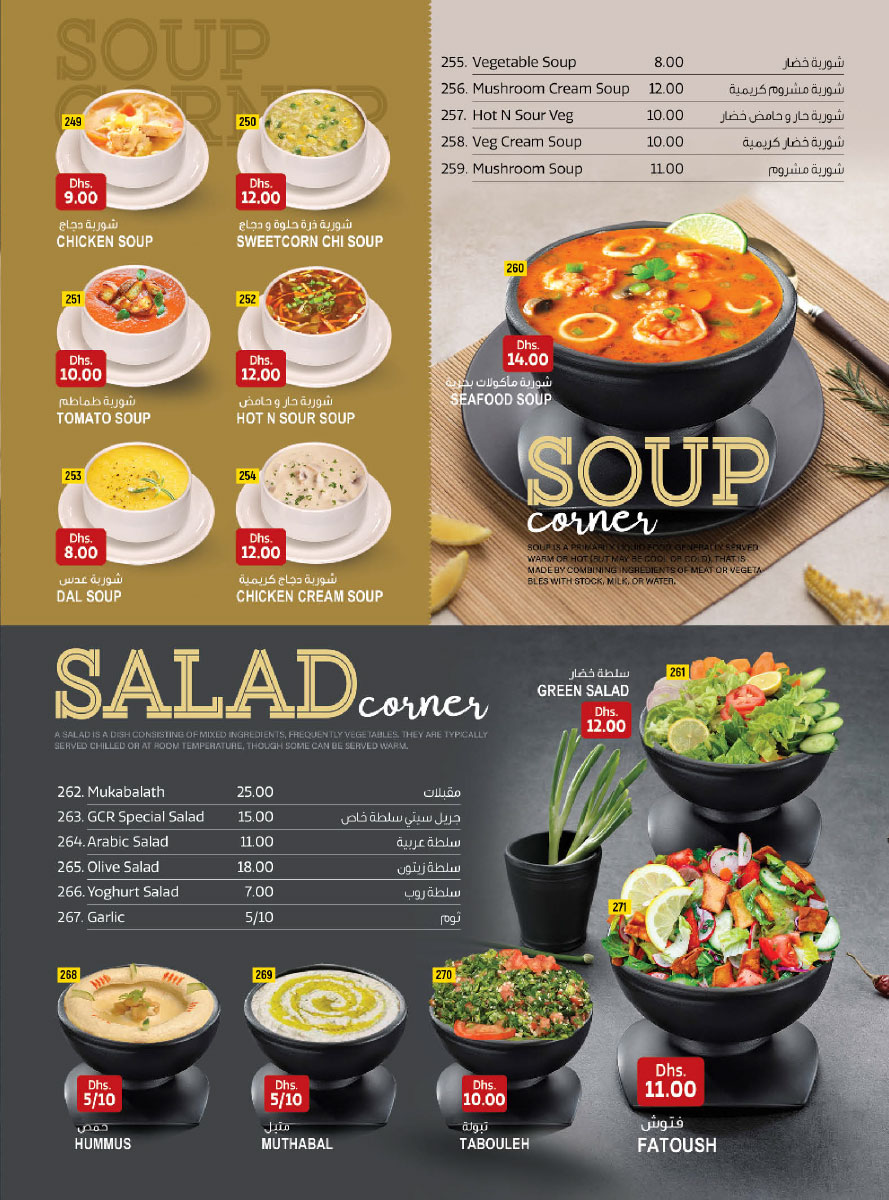 SOUP
CORNER
249
Dhs.
9.00
شوربة دجاج
CHICKEN SOUP
250
Dhs.
12.00
شوربة ذرة حلوة و دجاج
SWEETCORN CHI SOUP
251
Dhs.
10.00
شوربة طماطم
TOMATO SOUP
252
Dhs.
12.00
شوربة حار و حامض
HOT N SOUR SOUP
253
Dhs.
8.00
شوربة عدس
DAL SOUP
254
Dhs.
12.00
شوربة دجاج كريمية
CHICKEN CREAM SOUP
255. Vegetable Soup 8.00 شوربة خضار
256. Mushroom Cream Soup 12.00 شوربة مشروم كريمية
257. Hot N Sour Veg 10.00 شوربة حار و حامض خضار
258. Veg Cream Soup 10.00 شوربة خضار كريمية
259. Mushroom Soup 11.00 شوربة مشروم
260
Dhs.
14.00
شوربة مأكولات بحرية
SEAFOOD SOUP
SOUP
corner
SOUP IS A PRIMARILY LIQUID FOOD, GENERALLY SERVED
WARM OR HOT (BUT MAY BE COOL OR COLD), THAT IS
MADE BY COMBINING INGREDIENTS OF MEAT OR VEGETA
BLES WITH STOCK, MILK, OR WATER.
SALAD corner
A SALAD IS A DISH CONSISTING OF MIXED INGREDIENTS, FREQUENTLY VEGETABLES. THEY ARE TYPICALLY
SERVED CHILLED OR AT ROOM TEMPERATURE, THOUGH SOME CAN BE SERVED WARM.
261
سلطة خضار
GREEN SALAD
Dhs.
12.00
262. Mukabalath 25.00 مقبلات
263. GCR Special Salad 15.00 جريل سيتي سلطة خاص
264. Arabic Salad 11.00 سلطة عربية
265. Olive Salad 18.00 سلطة زيتون
266. Yoghurt Salad 7.00 سلطة روب
267. Garlic 5/10 ثوم
268
Dhs.
5/10
حمص
HUMMUS
269
Dhs.
5/10
متبل
MUTHABAL
270
Dhs.
10.00
تبولة
TABOULEH
271
Dhs.
11.00
فتوش
FATOUSH